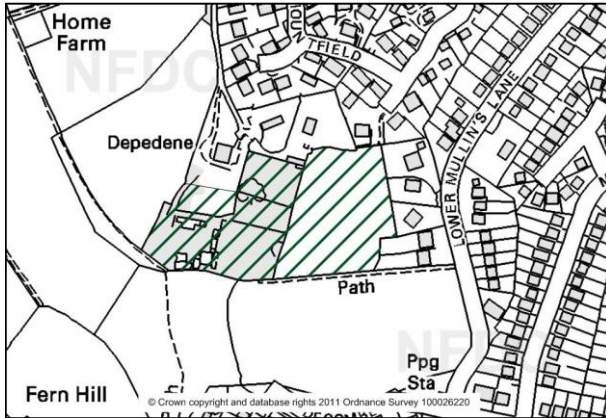 Home
Farm
NFDC
TFIELD
Depedene
LOWER MULLIN'S LANE
Path
NFDC
Ppg
Sta
Fern Hill
© Crown copyright and database rights 2011 Ordnance Survey 100026220